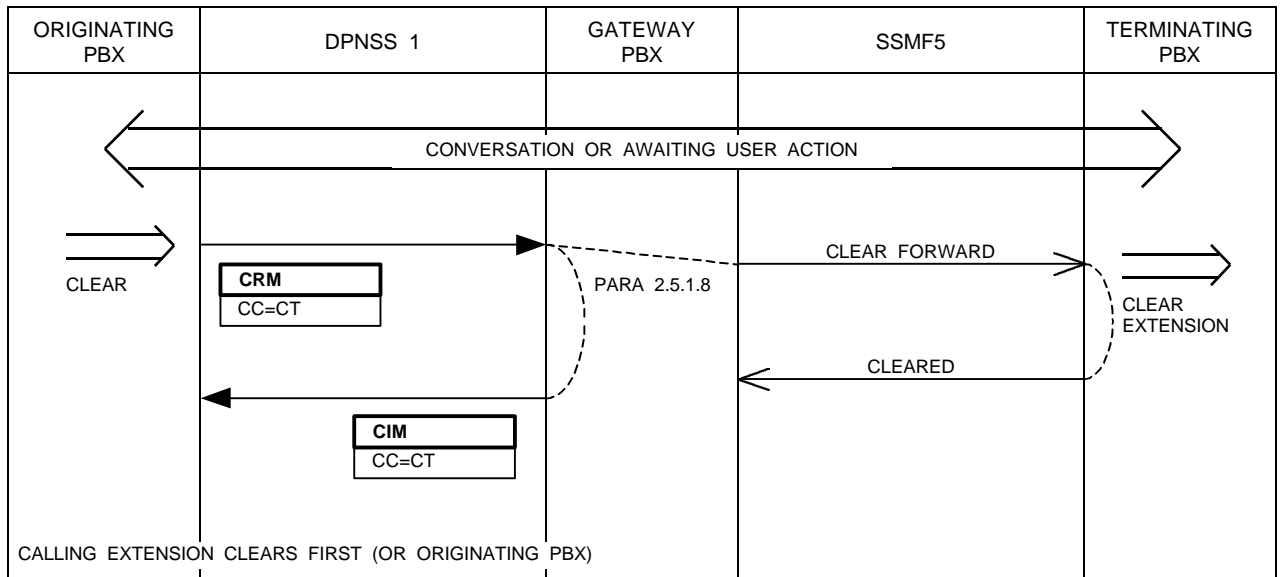 ORIGINATING
PBX
DPNSS 1
GATEWAY
PBX
SSMF5
TERMINATING
PBX
CONVERSATION OR AWAITING USER ACTION
CLEAR
CRM
CC=CT
PARA 2.5.1.8
CLEAR FORWARD
CLEAR
EXTENSION
CLEARED
CIM
CC=CT
CALLING EXTENSION CLEARS FIRST (OR ORIGINATING PBX)